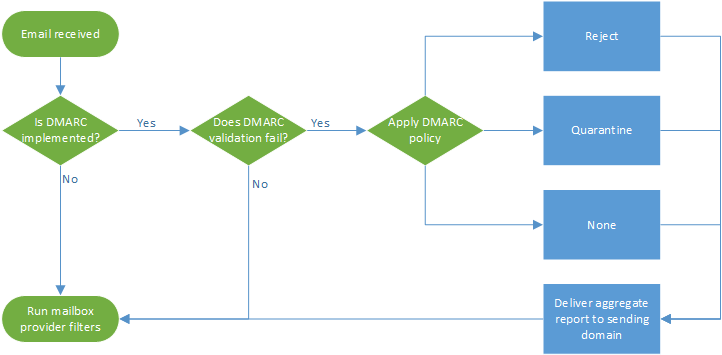 Email received
Reject
Is DMARC
implemented?
Yes
Does DMARC
validation fail?
Yes
Apply DMARC
policy
Quarantine
No
No
None
Run mailbox
provider filters
Deliver aggregate
report to sending
domain